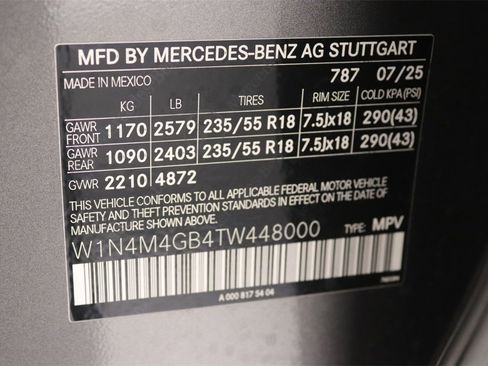 MFD BY MERCEDES-BENZ AG STUTTGART
MADE IN MEXICO 787 07/25
KG LB TIRES RIM SIZE COLD KPA(PSI)
GAWR FRONT 1170 2579 235/55 R18 7.5Jx18 290(43)
GAWR REAR 1090 2403 235/55 R18 7.5Jx18 290(43)
GVWR 2210 4872
THIS VEHICLE CONFORMS TO ALL APPLICABLE FEDERAL MOTOR VEHICLE
SAFETY AND THEFT PREVENTION STANDARDS IN EFFECT ON THE DATE OF
MANUFACTURE SHOWN ABOVE.
W1N4M4GB4TW448000 TYPE: MPV
A 000 817 54 04